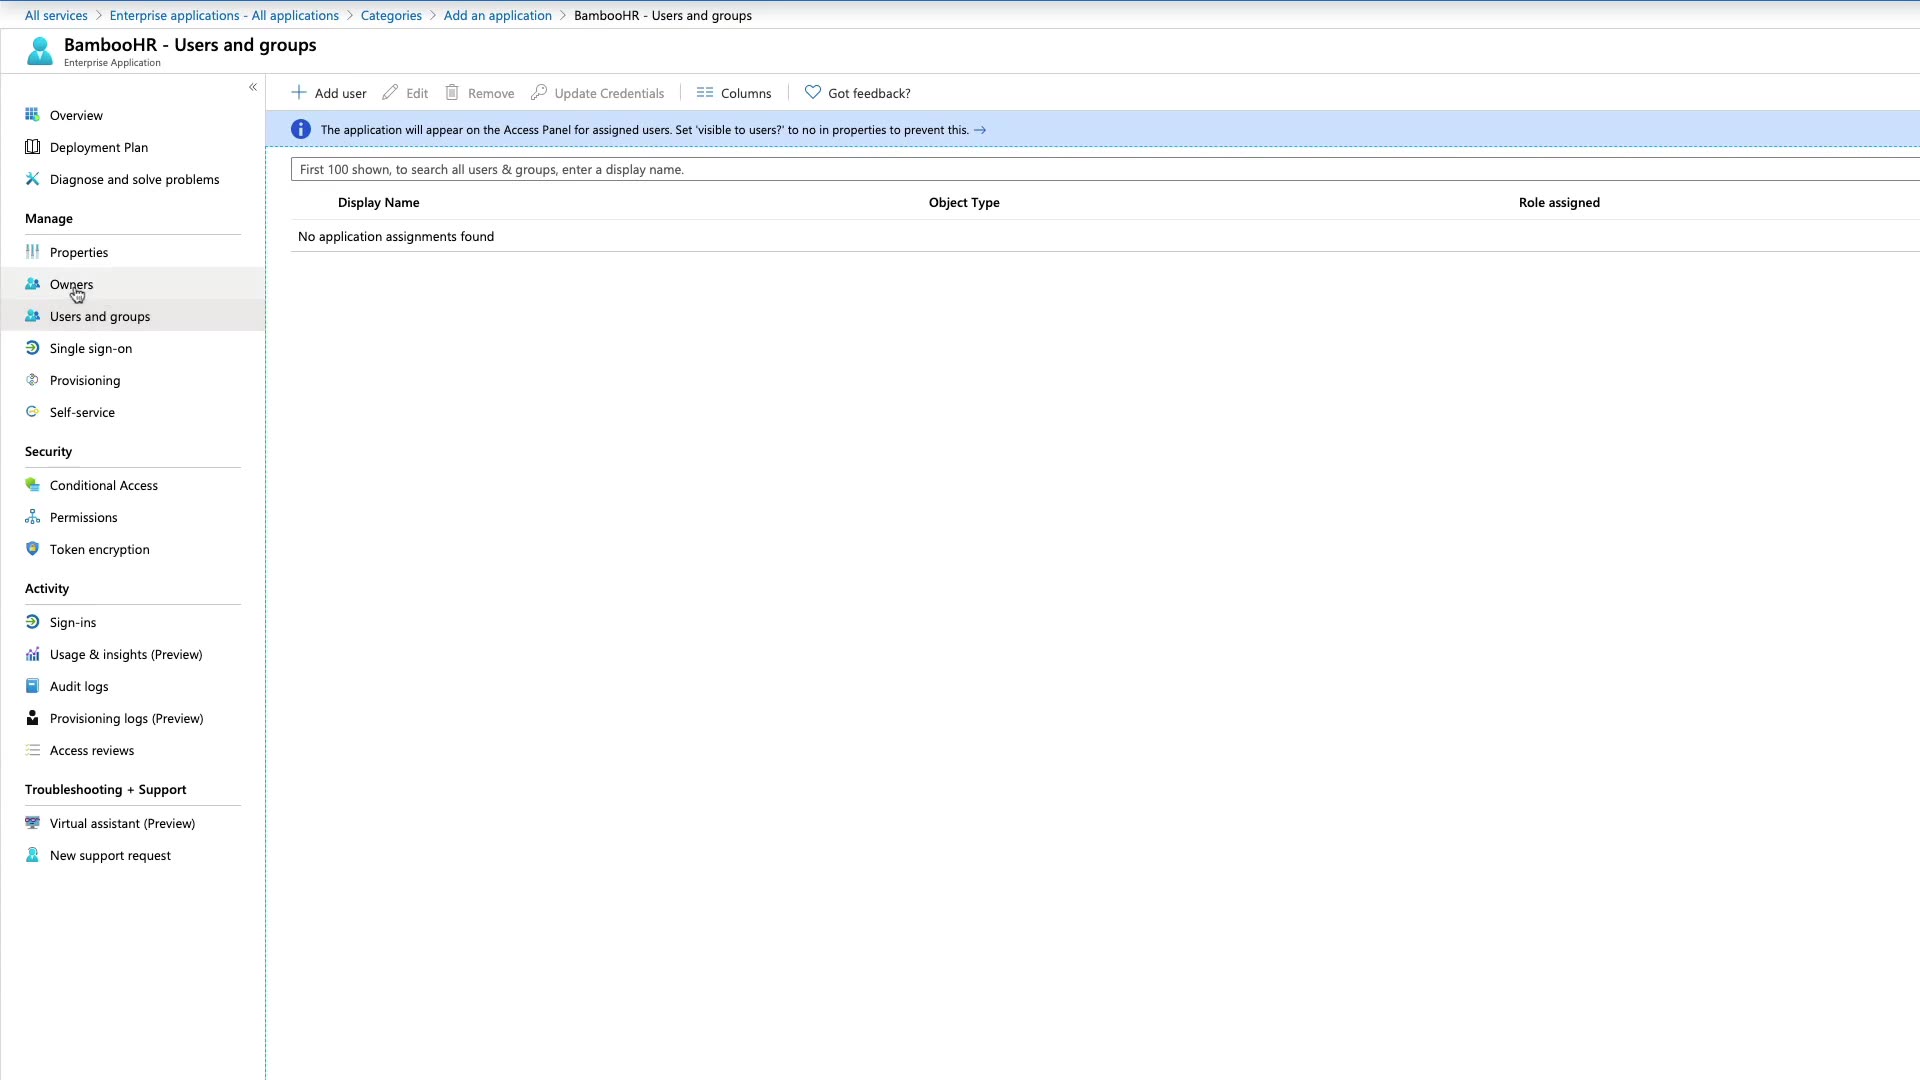 All services > Enterprise applications - All applications > Categories > Add an application > BambooHR - Users and groups
BambooHR - Users and groups
Enterprise Application
«
Overview
Deployment Plan
Diagnose and solve problems
Manage
Properties
Owners
Users and groups
Single sign-on
Provisioning
Self-service
Security
Conditional Access
Permissions
Token encryption
Activity
Sign-ins
Usage & insights (Preview)
Audit logs
Provisioning logs (Preview)
Access reviews
Troubleshooting + Support
Virtual assistant (Preview)
New support request
Add user Edit Remove Update Credentials Columns Got feedback?
The application will appear on the Access Panel for assigned users. Set 'visible to users?' to no in properties to prevent this. →
First 100 shown, to search all users & groups, enter a display name.
Display Name Object Type Role assigned
No application assignments found